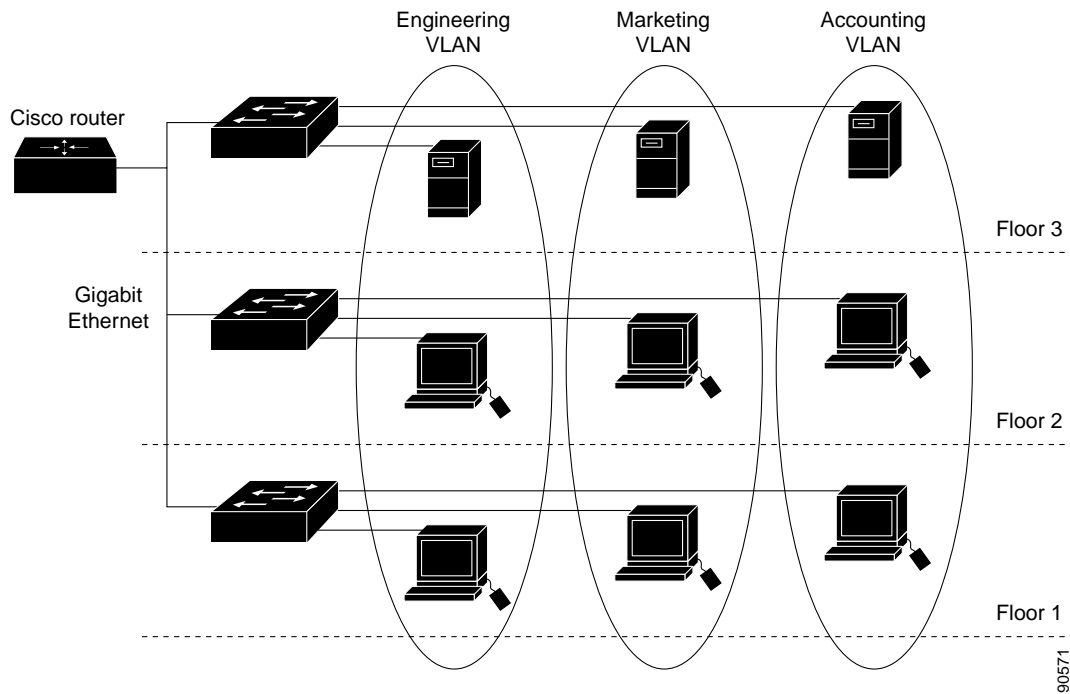 Engineering
VLAN
Marketing
VLAN
Accounting
VLAN
Cisco router
Floor 3
Gigabit
Ethernet
Floor 2
Floor 1
90571